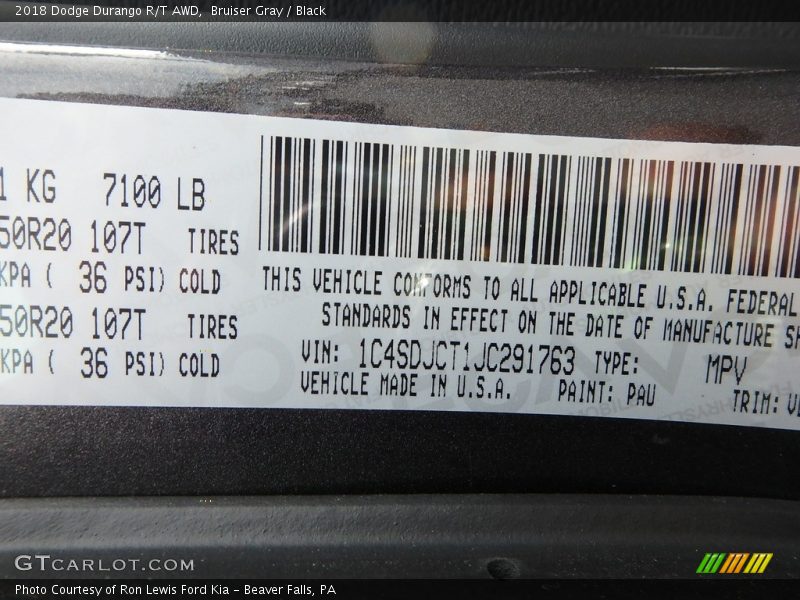 2018 Dodge Durango R/T AWD, Bruiser Gray / Black
1 KG 7100 LB
50R20 107T TIRES
KPA ( 36 PSI) COLD
50R20 107T TIRES
KPA ( 36 PSI) COLD
THIS VEHICLE CONFORMS TO ALL APPLICABLE U.S.A. FEDERAL
STANDARDS IN EFFECT ON THE DATE OF MANUFACTURE SH
VIN: 1C4SDJCT1JC291763 TYPE: MPV
VEHICLE MADE IN U.S.A. PAINT: PAU TRIM:
GTCARLOT.COM
Photo Courtesy of Ron Lewis Ford Kia - Beaver Falls, PA